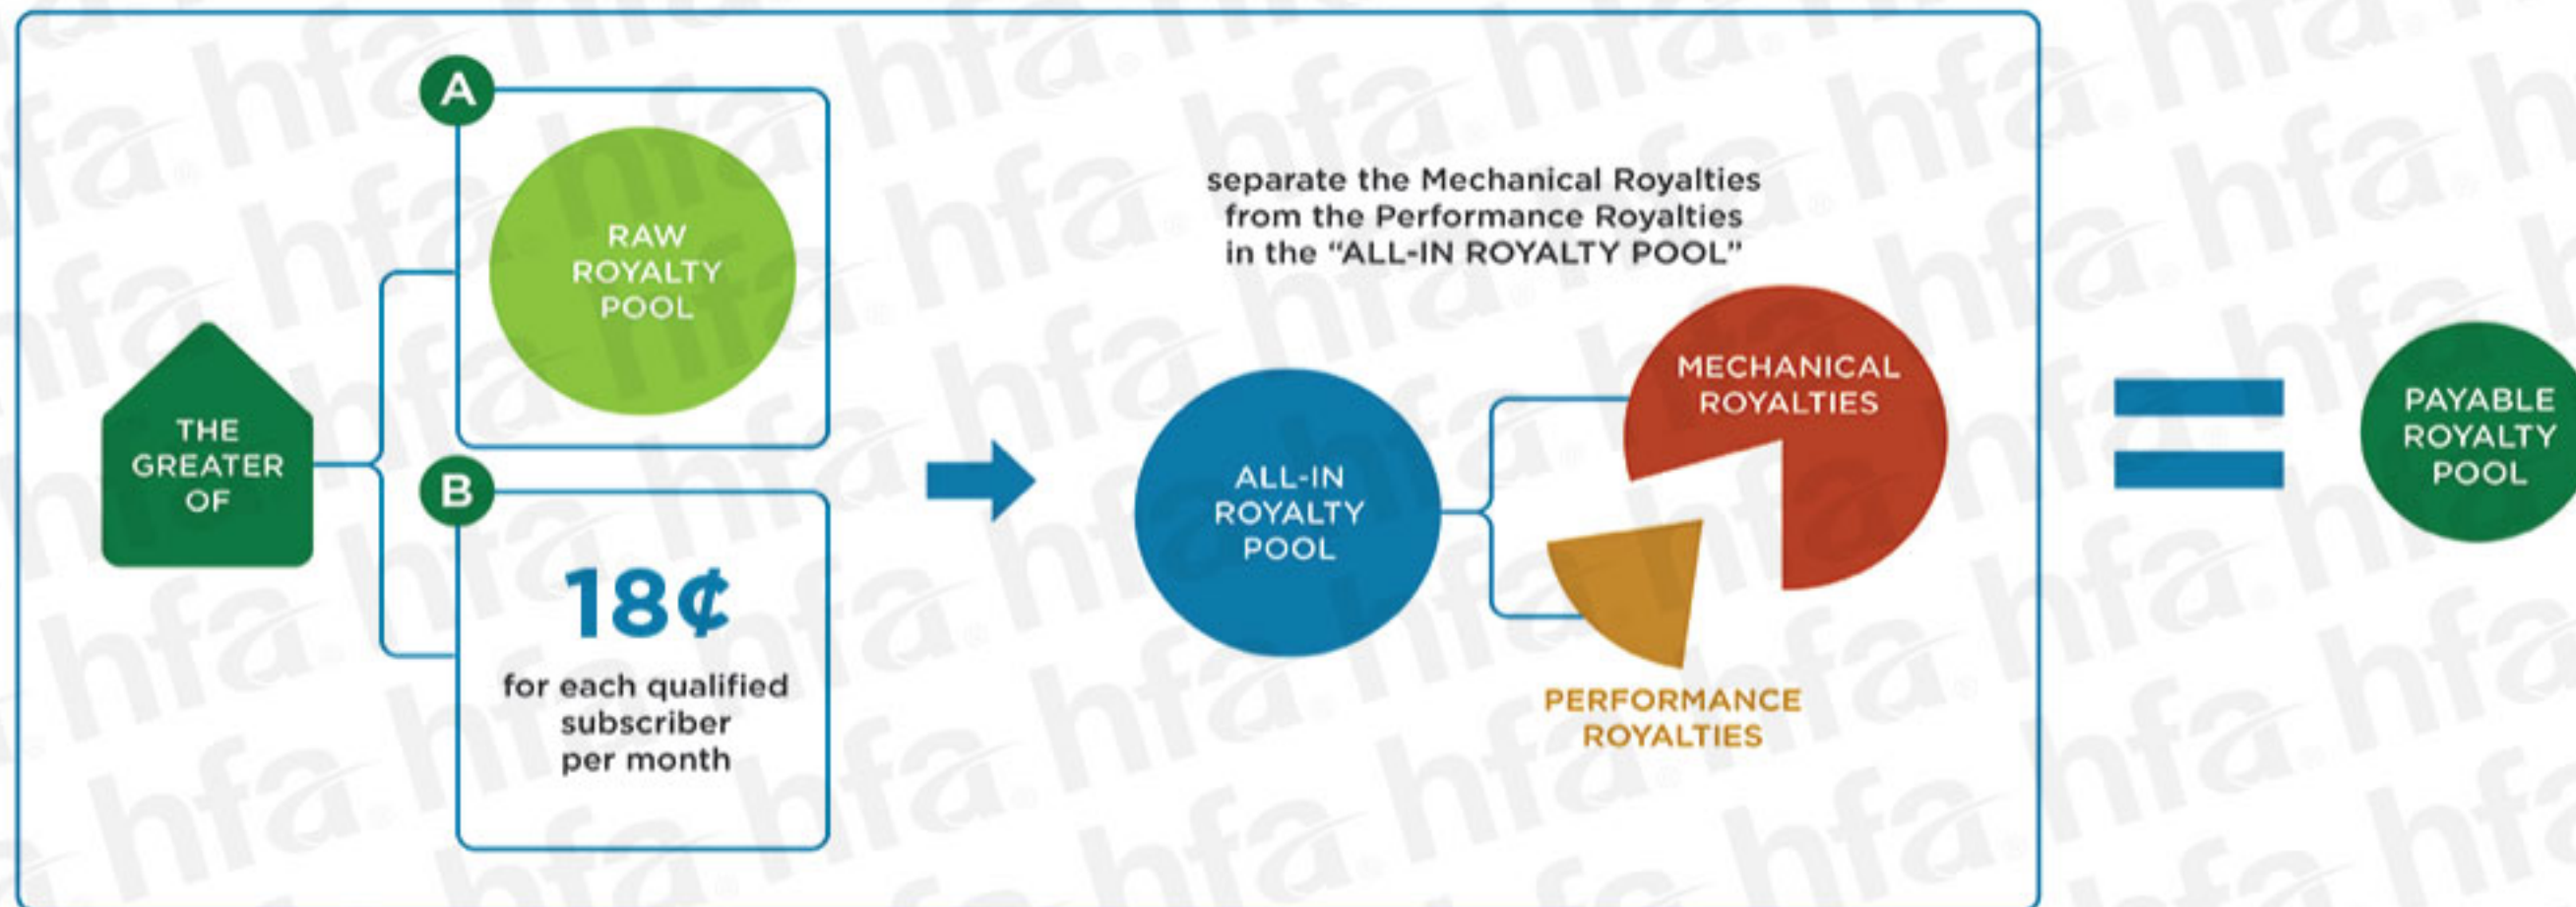 A
RAW
ROYALTY
POOL
THE
GREATER
OF
B
18¢
for each qualified
subscriber
per month
separate the Mechanical Royalties
from the Performance Royalties
in the “ALL-IN ROYALTY POOL”
ALL-IN
ROYALTY
POOL
MECHANICAL
ROYALTIES
PERFORMANCE
ROYALTIES
PAYABLE
ROYALTY
POOL
hfa